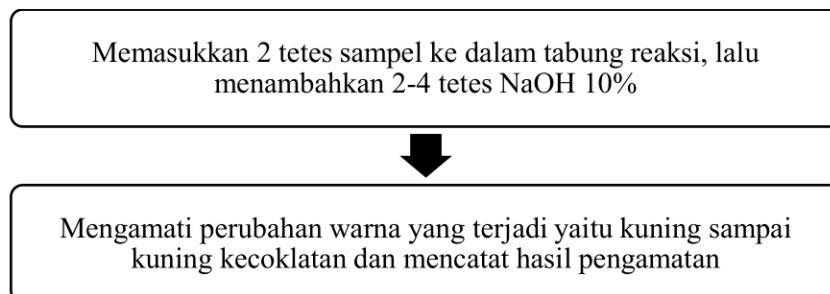 Memasukkan 2 tetes sampel ke dalam tabung reaksi, lalu
menambahkan 2-4 tetes NaOH 10%
Mengamati perubahan warna yang terjadi yaitu kuning sampai
kuning kecoklatan dan mencatat hasil pengamatan